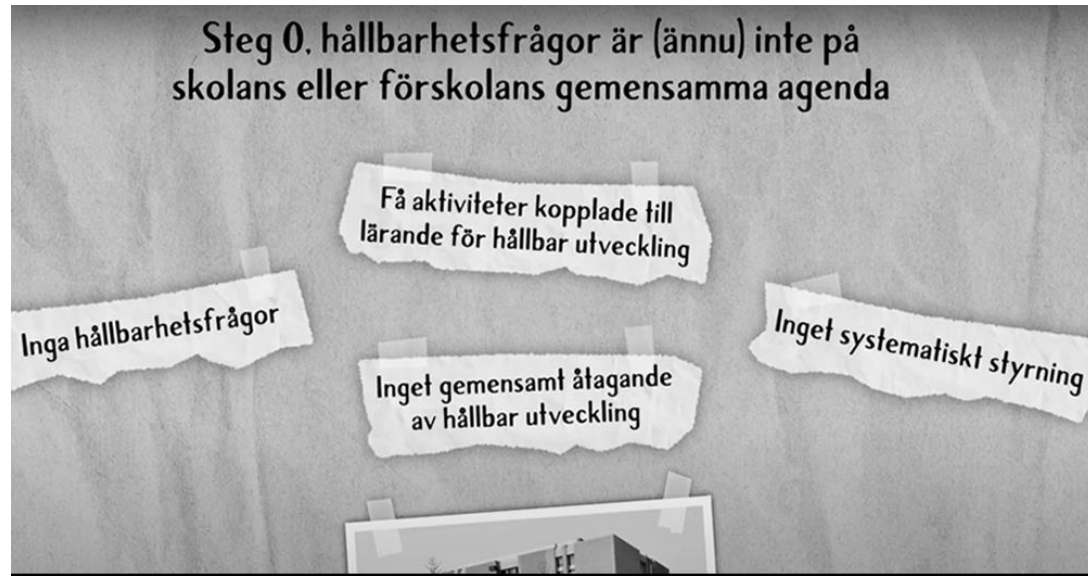 Steg 0, hållbarhetsfrågor är (ännu) inte på
skolans eller förskolans gemensamma agenda
Få aktiviteter kopplade till
lärande för hållbar utveckling
Inga hållbarhetsfrågor
Inget systematiskt styrning
Inget gemensamt åtagande
av hållbar utveckling